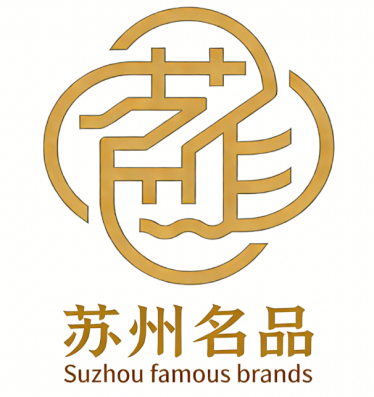 苏州名品
Suzhou famous brands